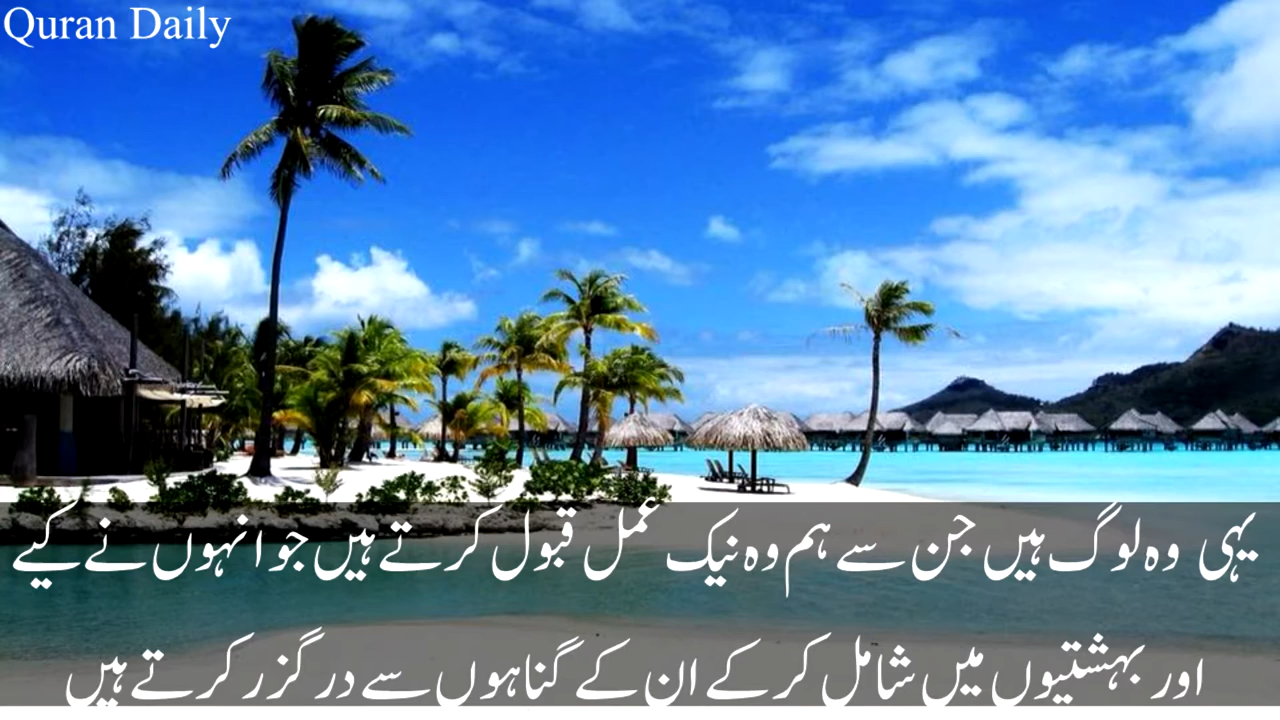 Quran Daily
یہی وہ لوگ ہیں جن سے ہم وہ نیک عمل قبول کرتے ہیں جو انہوں نے کیے
اور بہشتیوں میں شامل کر کے ان کے گناہوں سے در گزر کرتے ہیں